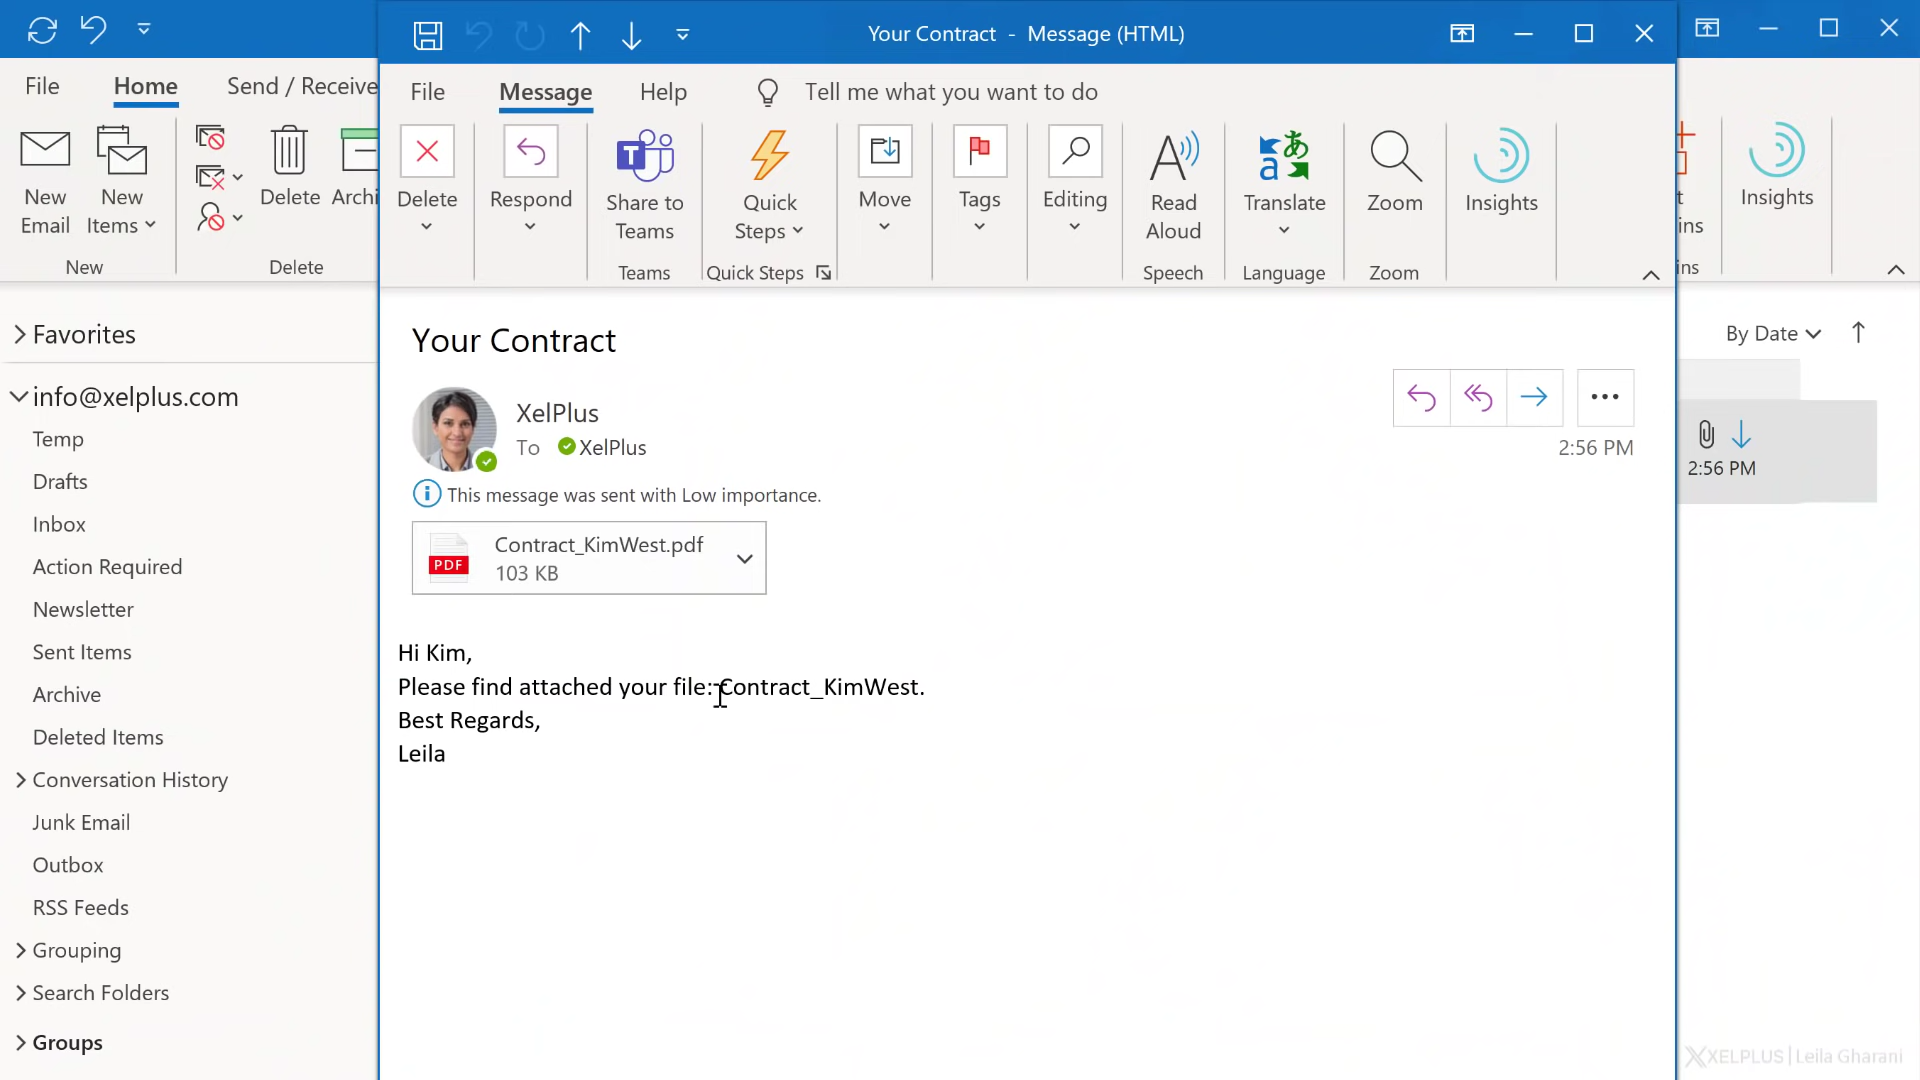 Your Contract  -  Message (HTML)
File
Home
Send / Receive
File
Message
Help
Tell me what you want to do
New
Email
New
Items
New
Delete
Archi
Delete
Delete
Respond
Share to
Teams
Teams
Quick
Steps
Quick Steps
Move
Tags
Editing
Read
Aloud
Speech
Translate
Language
Zoom
Zoom
Insights
t
ins
ins
Insights
Favorites
info@xelplus.com
Temp
Drafts
Inbox
Action Required
Newsletter
Sent Items
Archive
Deleted Items
Conversation History
Junk Email
Outbox
RSS Feeds
Grouping
Search Folders
Groups
Your Contract
XelPlus
To XelPlus
2:56 PM
This message was sent with Low importance.
PDF
Contract_KimWest.pdf
103 KB
Hi Kim,
Please find attached your file: Contract_KimWest.
Best Regards,
Leila
By Date
2:56 PM
XELPLUS | Leila Gharani